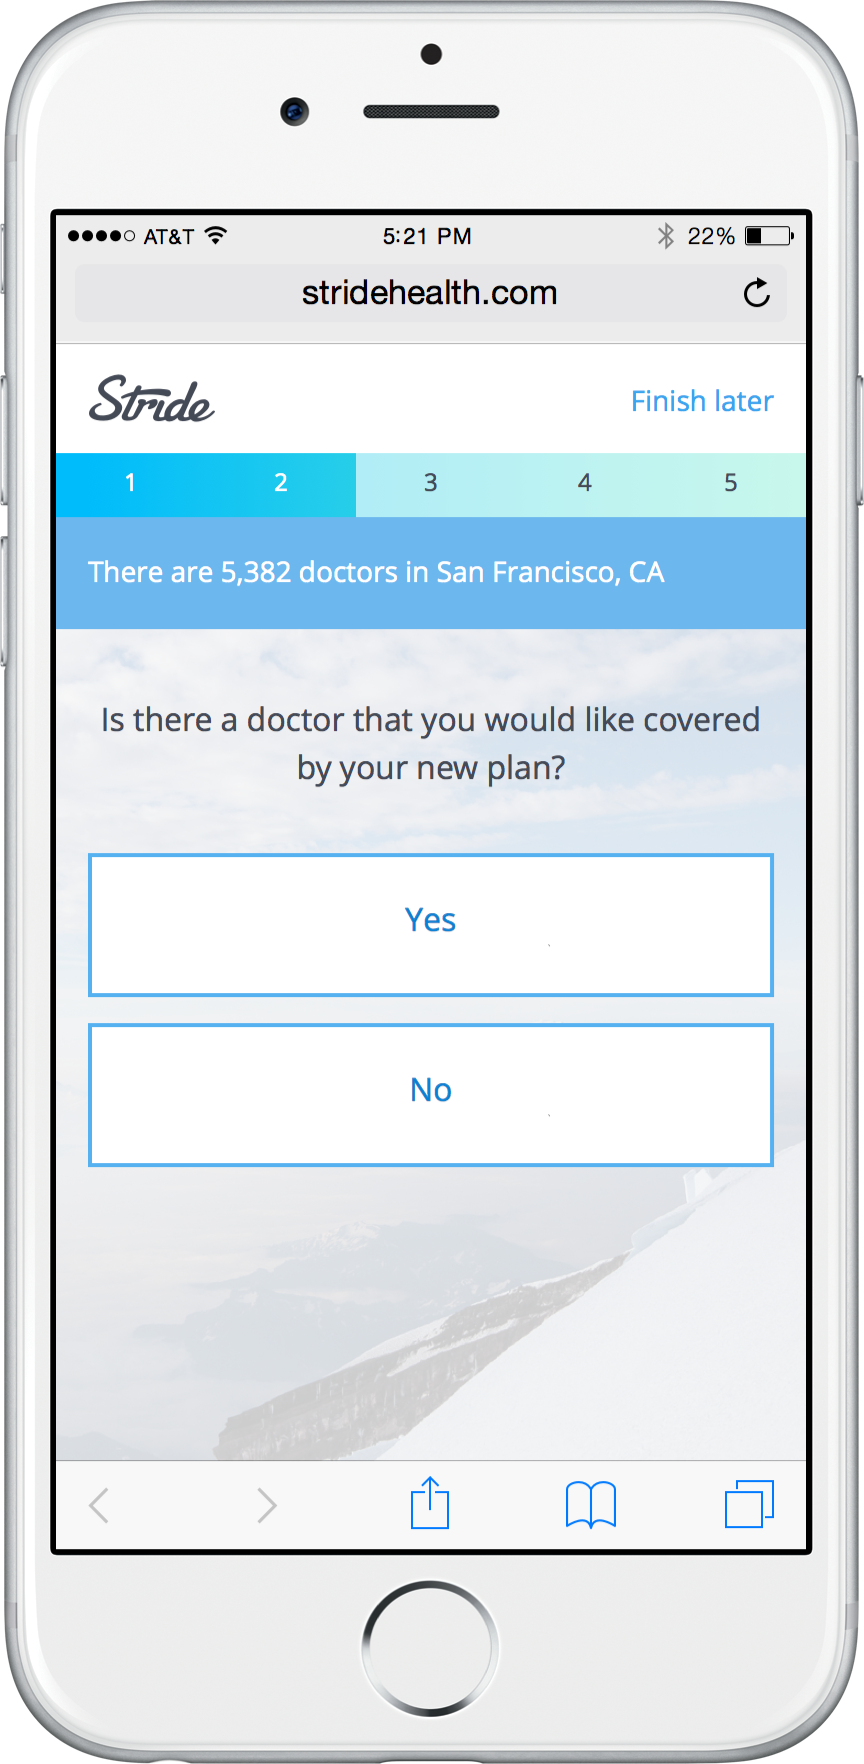 AT&T 5:21 PM 22%
stridehealth.com
Stride Finish later
1 2 3 4 5
There are 5,382 doctors in San Francisco, CA
Is there a doctor that you would like covered
by your new plan?
Yes
No